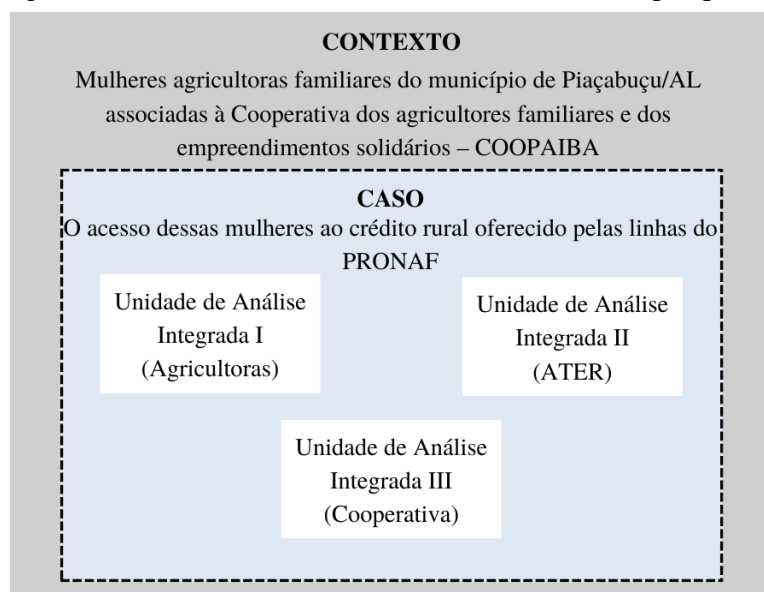 CONTEXTO
Mulheres agricultoras familiares do município de Piaçabuçu/AL
associadas à Cooperativa dos agricultores familiares e dos
empreendimentos solidários – COOPAIBA
CASO
O acesso dessas mulheres ao crédito rural oferecido pelas linhas do
PRONAF
Unidade de Análise
Integrada I
(Agricultoras)
Unidade de Análise
Integrada II
(ATER)
Unidade de Análise
Integrada III
(Cooperativa)